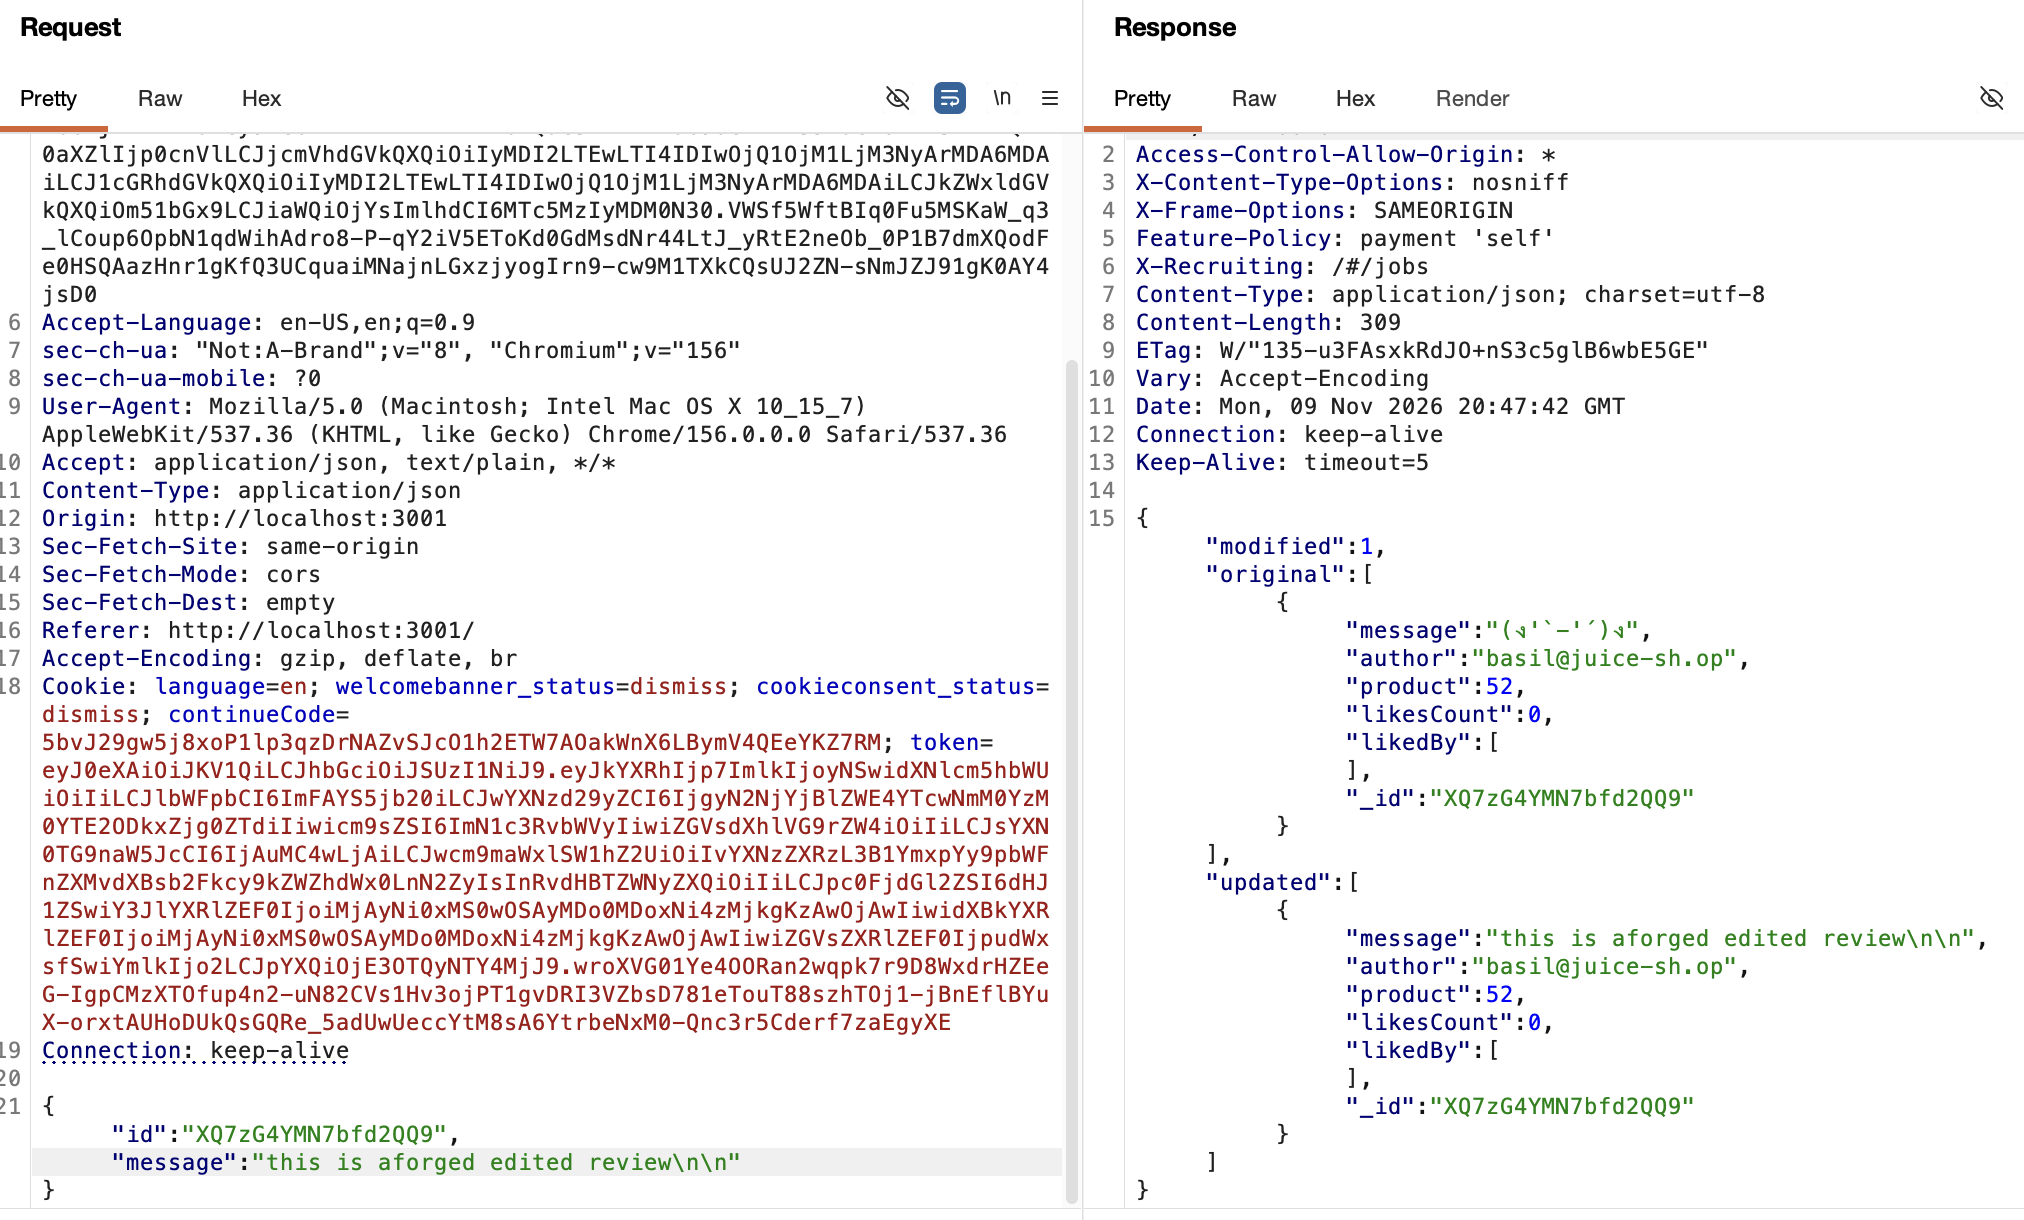 Request
Response
Pretty Raw Hex
\n
Pretty Raw Hex Render
0aXZlIjp0cnVlLCJjcmVhdGVkQXQiOiIyMDI2LTEwLTI4IDIwOjQ1OjM1LjM3NyArMDA6MDA
iLCJ1cGRhdGVkQXQiOiIyMDI2LTEwLTI4IDIwOjQ1OjM1LjM3NyArMDA6MDAiLCJkZWxldGV
kQXQiOm51bGx9LCJiaWQiOjYsImlhdCI6MTc5MzIyMDM0N30.VWSf5WftBIq0Fu5MSKaW_q3
_lCoup6OpbN1qdWihAdro8-P-qY2iV5EToKd0GdMsdNr44LtJ_yRtE2neOb_0P1B7dmXQodF
e0HSQAazHnr1gKfQ3UCquaiMNajnLGxzjyogIrn9-cw9M1TXkCQsUJ2ZN-sNmJZJ91gK0AY4
jsD0
6 Accept-Language: en-US,en;q=0.9
7 sec-ch-ua: "Not:A-Brand";v="8", "Chromium";v="156"
8 sec-ch-ua-mobile: ?0
9 User-Agent: Mozilla/5.0 (Macintosh; Intel Mac OS X 10_15_7)
AppleWebKit/537.36 (KHTML, like Gecko) Chrome/156.0.0.0 Safari/537.36
10 Accept: application/json, text/plain, */*
11 Content-Type: application/json
12 Origin: http://localhost:3001
13 Sec-Fetch-Site: same-origin
14 Sec-Fetch-Mode: cors
15 Sec-Fetch-Dest: empty
16 Referer: http://localhost:3001/
17 Accept-Encoding: gzip, deflate, br
18 Cookie: language=en; welcomebanner_status=dismiss; cookieconsent_status=
dismiss; continueCode=
5bvJ29gw5j8xoP1lp3qzDrNAZvSJcO1h2ETW7AOakWnX6LBymV4QEeYKZ7RM; token=
eyJ0eXAiOiJKV1QiLCJhbGciOiJSUzI1NiJ9.eyJkYXRhIjp7ImlkIjoyNSwidXNlcm5hbWU
iOiIiLCJlbWFpbCI6ImFAYS5jb20iLCJwYXNzd29yZCI6IjgyN2NjYjBlZWE4YTcwNmM0YzM
0YTE2ODkxZjg0ZTdiIiwicm9sZSI6ImN1c3RvbWVyIiwiZGVsdXhlVG9rZW4iOiIiLCJsYXN
0TG9naW5JcCI6IjAuMC4wLjAiLCJwcm9maWxlSW1hZ2UiOiIvYXNzZXRzL3B1YmxpYy9pbWF
nZXMvdXBsb2Fkcy9kZWZhdWx0LnN2ZyIsInRvdHBTZWNyZXQiOiIiLCJpc0FjdGl2ZSI6dHJ
1ZSwiY3JlYXRlZEF0IjoiMjAyNi0xMS0wOSAyMDo0MDoxNi4zMjkgKzAwOjAwIiwidXBkYXR
lZEF0IjoiMjAyNi0xMS0wOSAyMDo0MDoxNi4zMjkgKzAwOjAwIiwiZGVsZXRlZEF0IjpudWx
sfSwiYmlkIjo2LCJpYXQiOjE3OTQyNTY4MjJ9.wroXVG01Ye4OORan2wqpk7r9D8WxdrHZEe
G-IgpCMzXTOfup4n2-uN82CVs1Hv3ojPT1gvDRI3VZbsD781eTouT88szhTOj1-jBnEflBYu
X-orxtAUHoDUkQsGQRe_5adUwUeccYtM8sA6YtrbeNxM0-Qnc3r5Cderf7zaEgyXE
19 Connection: keep-alive
20
21 {
"id":"XQ7zG4YMN7bfd2QQ9",
"message":"this is aforged edited review\n\n"
}
2 Access-Control-Allow-Origin: *
3 X-Content-Type-Options: nosniff
4 X-Frame-Options: SAMEORIGIN
5 Feature-Policy: payment 'self'
6 X-Recruiting: /#/jobs
7 Content-Type: application/json; charset=utf-8
8 Content-Length: 309
9 ETag: W/"135-u3FAsxkRdJO+nS3c5glB6wbE5GE"
10 Vary: Accept-Encoding
11 Date: Mon, 09 Nov 2026 20:47:42 GMT
12 Connection: keep-alive
13 Keep-Alive: timeout=5
14
15 {
"modified":1,
"original":[
{
"message":"(ง'̀-'́)ง",
"author":"basil@juice-sh.op",
"product":52,
"likesCount":0,
"likedBy":[
],
"_id":"XQ7zG4YMN7bfd2QQ9"
}
],
"updated":[
{
"message":"this is aforged edited review\n\n",
"author":"basil@juice-sh.op",
"product":52,
"likesCount":0,
"likedBy":[
],
"_id":"XQ7zG4YMN7bfd2QQ9"
}
]
}